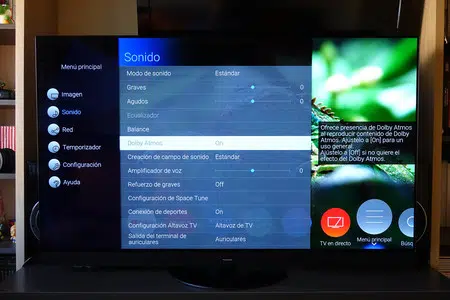 Sonido
Menú principal
Imagen
Sonido
Red
Temporizador
Configuración
Ayuda
Modo de sonido Estándar
Graves 0
Agudos 0
Ecualizador
Balance
Dolby Atmos On
Creación de campo de sonido Estándar
Amplificador de voz 0
Refuerzo de graves Off
Configuración de Space Tune
Conexión de deportes On
Configuración Altavoz TV Altavoz de TV
Salida del terminal de
auriculares Auriculares
Ofrece presencia de Dolby Atmos
al reproducir contenido de Dolby
Atmos. Ajústelo a [On] para un
uso general.
Ajústelo a [Off] si no quiere el
efecto del Dolby Atmos.
TV en directo
Menú principal
Búsq